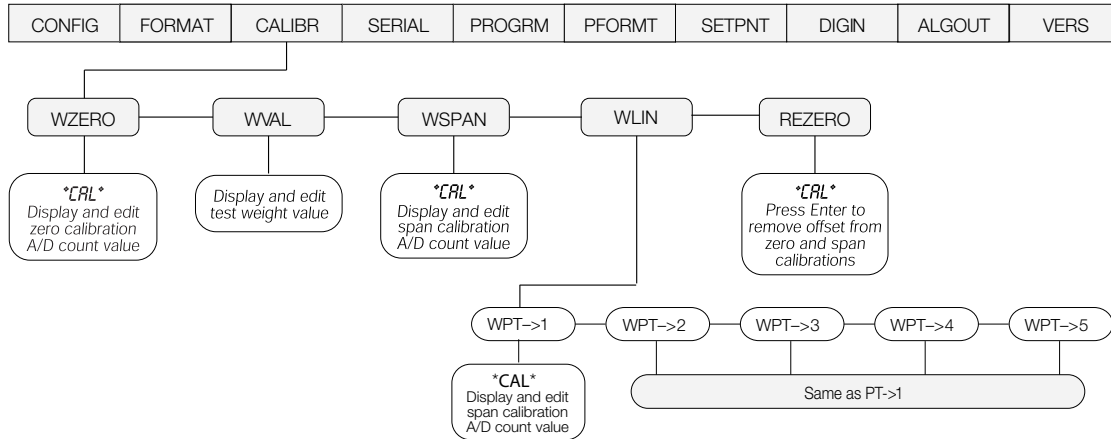 CONFIG FORMAT CALIBR SERIAL PROGRM PFORMT SETPNT DIGIN ALGOUT VERS
WZERO WVAL WSPAN WLIN REZERO
*CAL*
Display and edit
zero calibration
A/D count value
Display and edit
test weight value
*CAL*
Display and edit
span calibration
A/D count value
*CAL*
Press Enter to
remove offset from
zero and span
calibrations
WPT–>1 WPT–>2 WPT–>3 WPT–>4 WPT–>5
*CAL*
Display and edit
span calibration
A/D count value
Same as PT->1